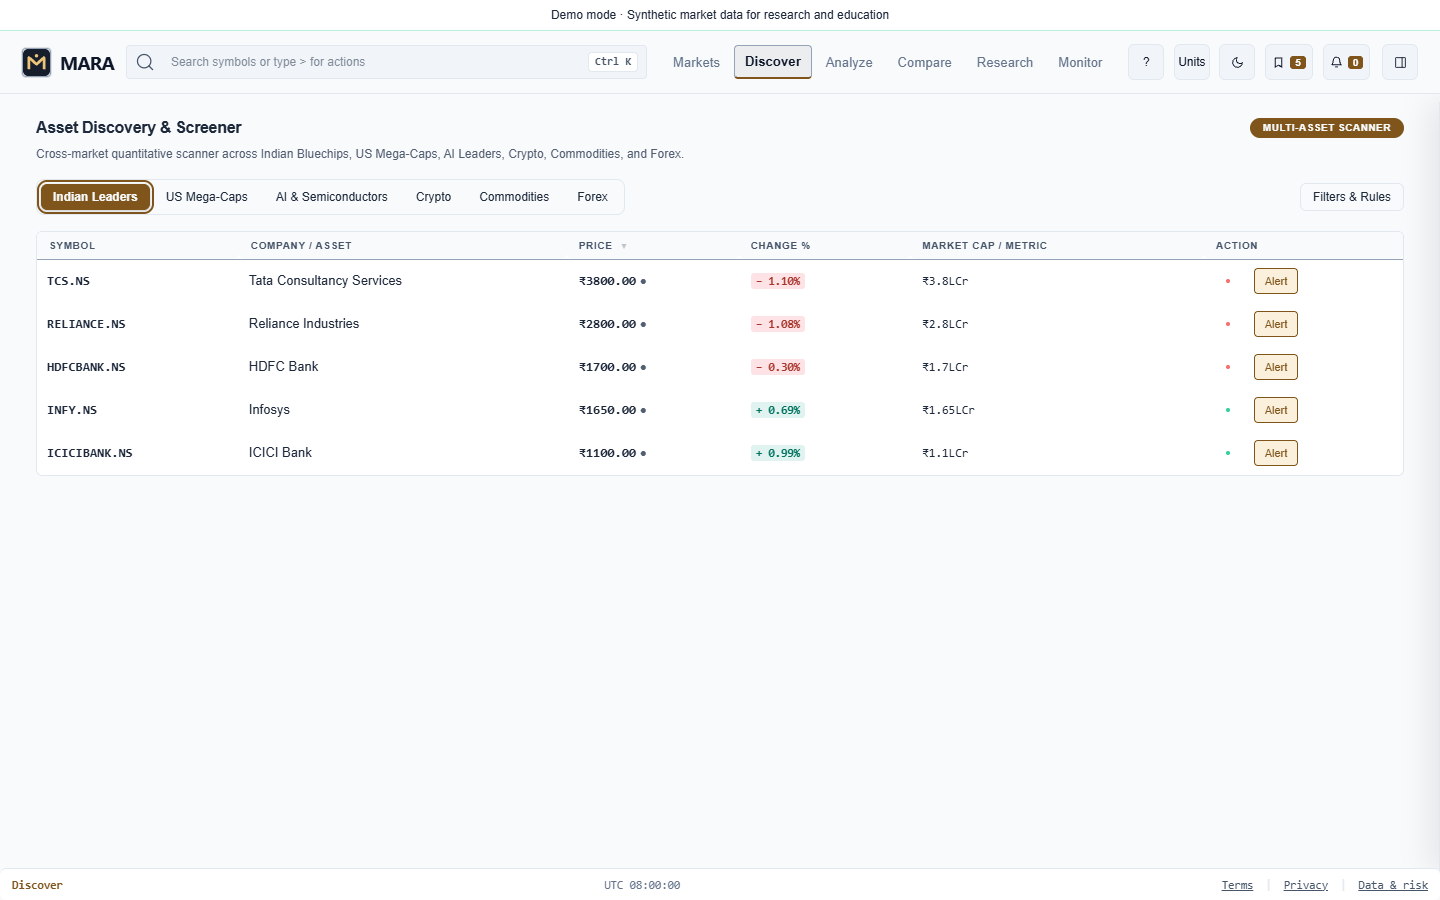 Demo mode · Synthetic market data for research and education
MARA
Search symbols or type > for actions
Ctrl K
Markets
Discover
Analyze
Compare
Research
Monitor
?
Units
5
0
Asset Discovery & Screener
MULTI-ASSET SCANNER
Cross-market quantitative scanner across Indian Bluechips, US Mega-Caps, AI Leaders, Crypto, Commodities, and Forex.
Indian Leaders
US Mega-Caps
AI & Semiconductors
Crypto
Commodities
Forex
Filters & Rules
SYMBOL COMPANY / ASSET PRICE ▼ CHANGE % MARKET CAP / METRIC ACTION
TCS.NS Tata Consultancy Services ₹3800.00 − 1.10% ₹3.8LCr Alert
RELIANCE.NS Reliance Industries ₹2800.00 − 1.08% ₹2.8LCr Alert
HDFCBANK.NS HDFC Bank ₹1700.00 − 0.30% ₹1.7LCr Alert
INFY.NS Infosys ₹1650.00 + 0.69% ₹1.65LCr Alert
ICICIBANK.NS ICICI Bank ₹1100.00 + 0.99% ₹1.1LCr Alert
Discover
UTC 08:00:00
Terms | Privacy | Data & risk